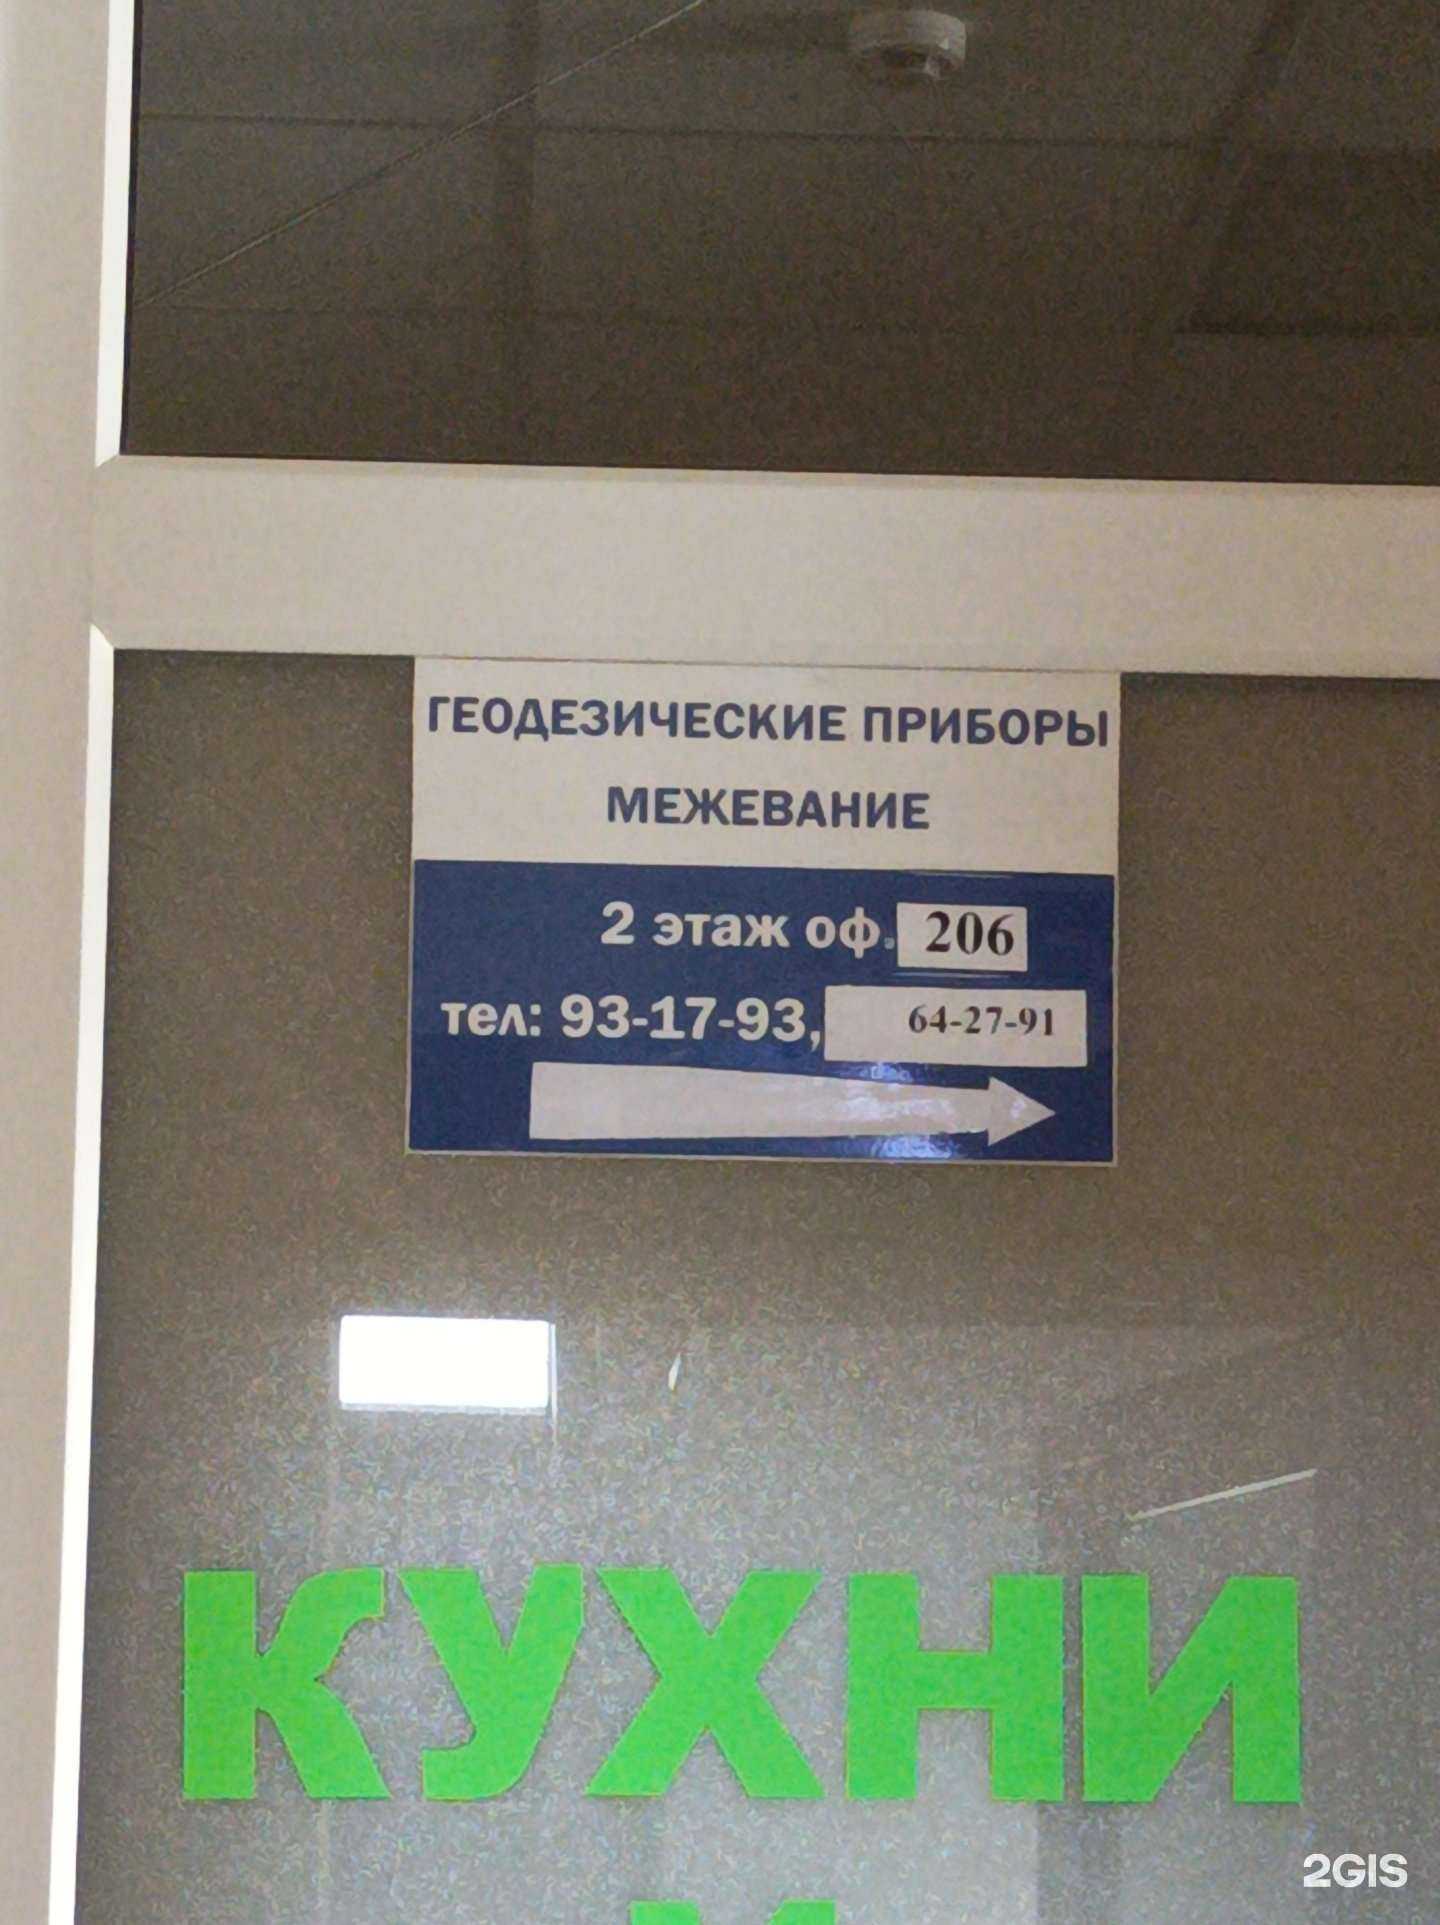 ГЕОДЕЗИЧЕСКИЕ ПРИБОРЫ
МЕЖЕВАНИЕ
2 этаж оф. 206
тел: 93-17-93, 64-27-91
КУХНИ
2GIS